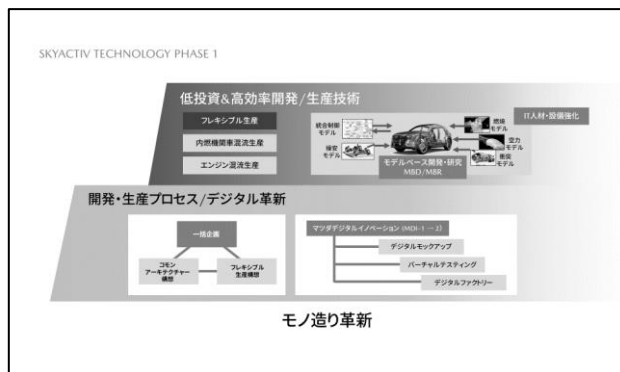 SKYACTIV TECHNOLOGY PHASE 1
低投資&高効率開発/生産技術
フレキシブル生産
内燃機関車混流生産
エンジン混流生産
統合制御
モデル
機変
モデル
モデルベース開発・研究
MBD/MBR
燃焼
モデル
空力
モデル
衝突
モデル
IT人材・設備強化
開発・生産プロセス/デジタル革新
一括企画
コモン
アーキテクチャー
構想
フレキシブル
生産構想
マツダデジタルイノベーション (MDI-1 → 2)
デジタルモックアップ
バーチャルテスティング
デジタルファクトリー
モノ造り革新